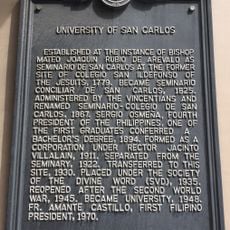 UNIVERSITY OF SAN CARLOS
ESTABLISHED AT THE INSTANCE OF BISHOP
MATEO JOAQUIN RUBIO DE AREVALO AS
SEMINARIO DE SAN CARLOS AT THE FORMER
SITE OF COLEGIO SAN ILDEFONSO OF
THE JESUITS, 1779. BECAME SEMINARIO
CONCILIAR DE SAN CARLOS, 1825.
ADMINISTERED BY THE VINCENTIANS AND
RENAMED SEMINARIO-COLEGIO DE SAN
CARLOS, 1867. SERGIO OSMEÑA, FOURTH
PRESIDENT OF THE PHILIPPINES, ONE OF
THE FIRST GRADUATES CONFERRED A
BACHELOR'S DEGREE, 1894. FORMED AS A
CORPORATION UNDER RECTOR JACINTO
VILLALAIN, 1911. SEPARATED FROM THE
SEMINARY, 1922. TRANSFERRED TO THIS
SITE, 1930. PLACED UNDER THE SOCIETY
OF THE DIVINE WORD (SVD), 1935.
REOPENED AFTER THE SECOND WORLD
WAR, 1945. BECAME UNIVERSITY, 1948.
FR. AMANTE CASTILLO, FIRST FILIPINO
PRESIDENT, 1970.